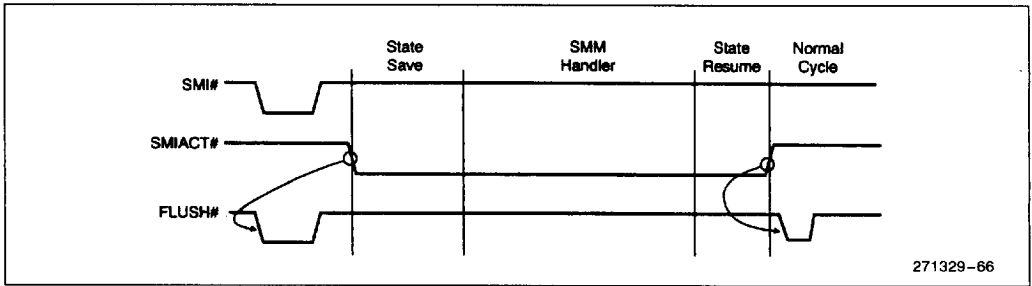 State
Save
SMM
Handler
State
Resume
Normal
Cycle
SMI#
SMIACT#
FLUSH#
271329-66